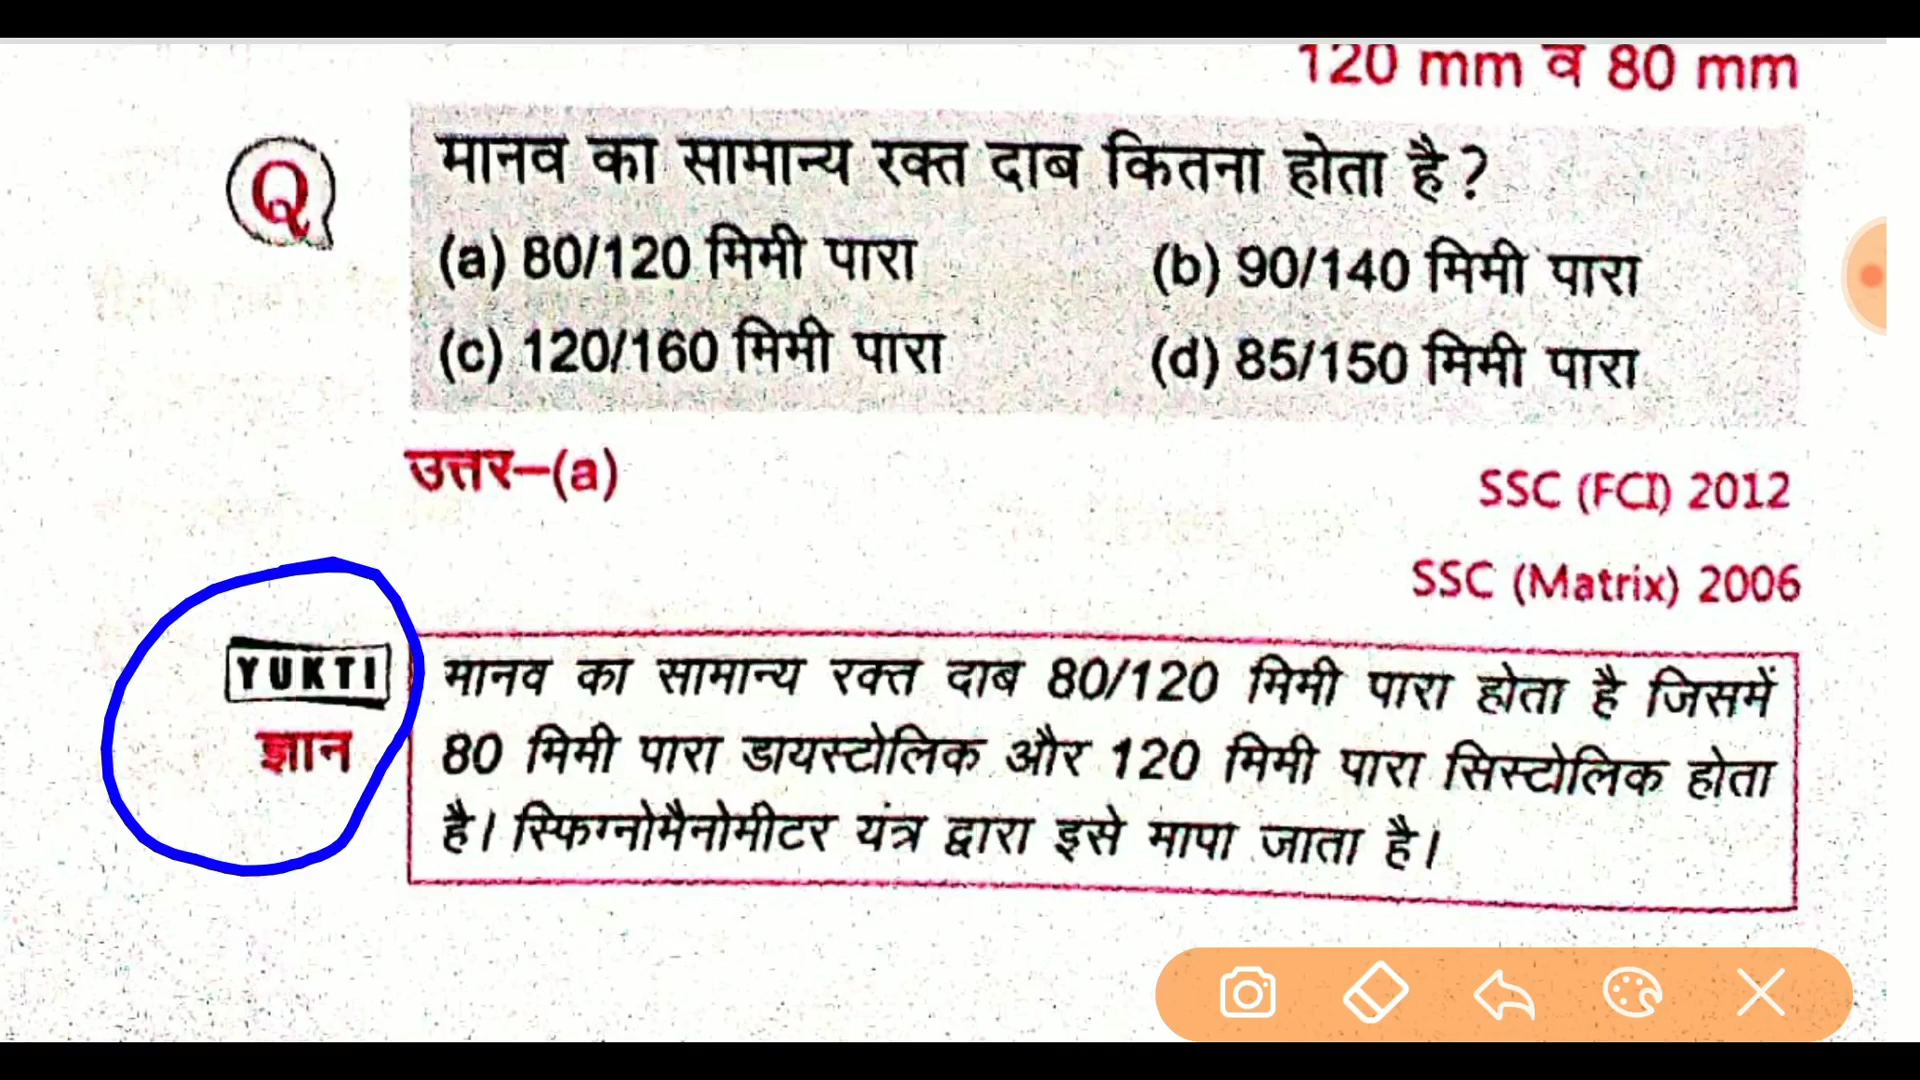 120 mm व 80 mm
Q
मानव का सामान्य रक्त दाब कितना होता है?
(a) 80/120 मिमी पारा (b) 90/140 मिमी पारा
(c) 120/160 मिमी पारा (d) 85/150 मिमी पारा
उत्तर–(a)
SSC (FCI) 2012
SSC (Matrix) 2006
YUKTI
ज्ञान
मानव का सामान्य रक्त दाब 80/120 मिमी पारा होता है जिसमें
80 मिमी पारा डायस्टोलिक और 120 मिमी पारा सिस्टोलिक होता
है। स्फिग्नोमैनोमीटर यंत्र द्वारा इसे मापा जाता है।